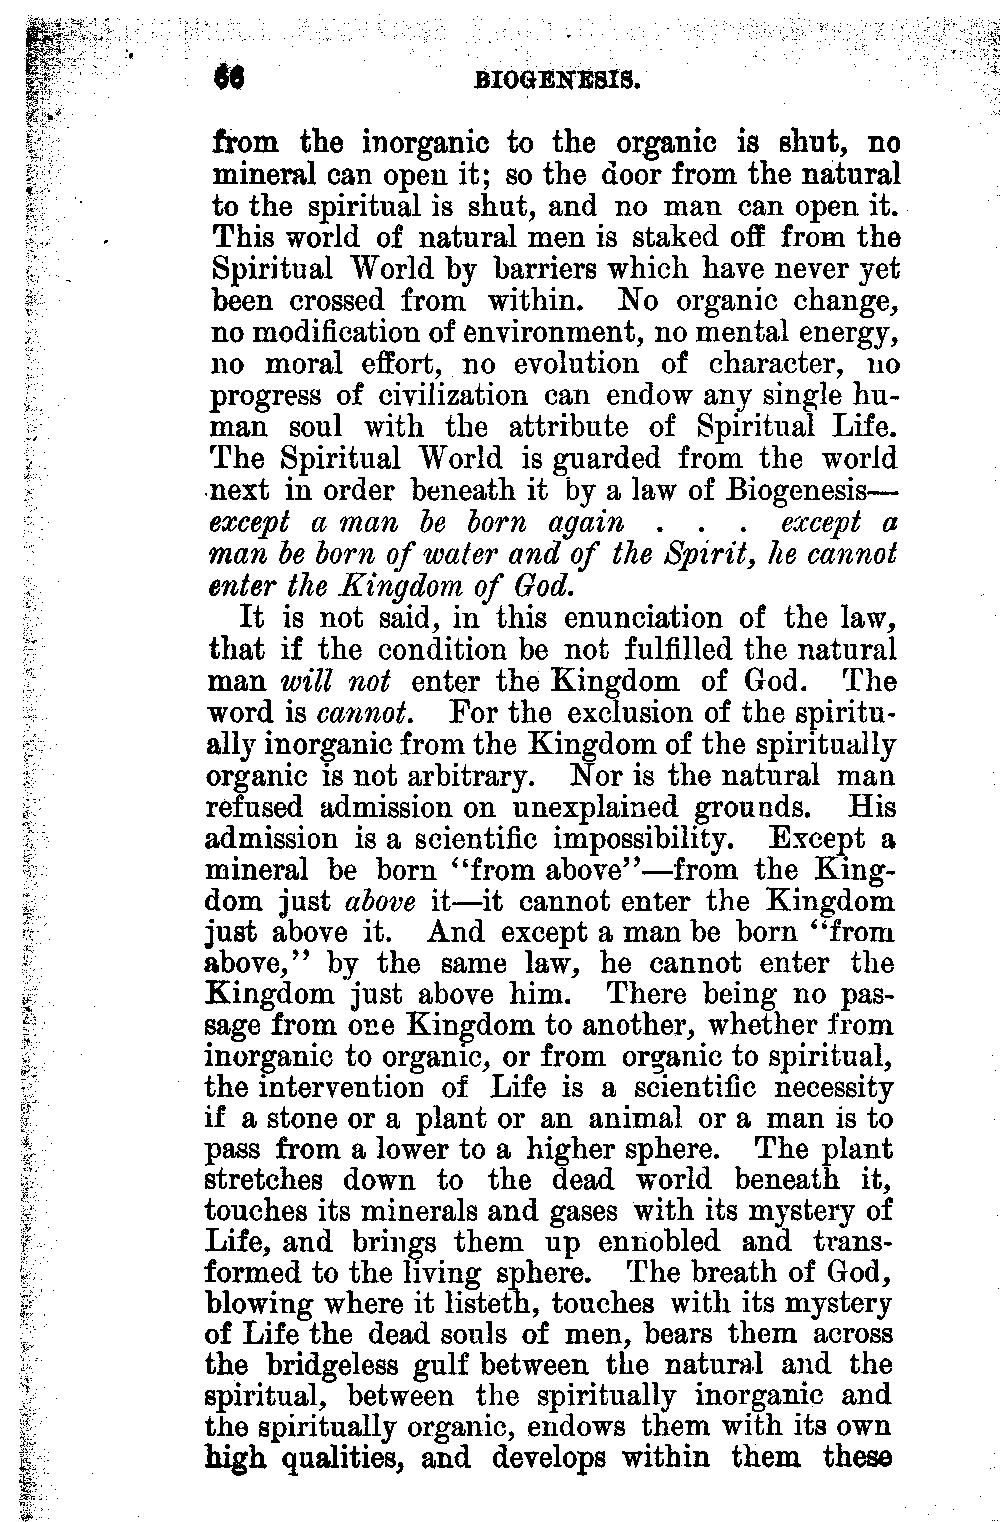 66 BIOGENESIS.
from the inorganic to the organic is shut, no
mineral can open it; so the door from the natural
to the spiritual is shut, and no man can open it.
This world of natural men is staked off from the
Spiritual World by barriers which have never yet
been crossed from within. No organic change,
no modification of environment, no mental energy,
no moral effort, no evolution of character, no
progress of civilization can endow any single hu-
man soul with the attribute of Spiritual Life.
The Spiritual World is guarded from the world
next in order beneath it by a law of Biogenesis—
except a man be born again . . . except a
man be born of water and of the Spirit, he cannot
enter the Kingdom of God.
It is not said, in this enunciation of the law,
that if the condition be not fulfilled the natural
man will not enter the Kingdom of God. The
word is cannot. For the exclusion of the spiritu-
ally inorganic from the Kingdom of the spiritually
organic is not arbitrary. Nor is the natural man
refused admission on unexplained grounds. His
admission is a scientific impossibility. Except a
mineral be born “from above”—from the King-
dom just above it—it cannot enter the Kingdom
just above it. And except a man be born “from
above,” by the same law, he cannot enter the
Kingdom just above him. There being no pas-
sage from one Kingdom to another, whether from
inorganic to organic, or from organic to spiritual,
the intervention of Life is a scientific necessity
if a stone or a plant or an animal or a man is to
pass from a lower to a higher sphere. The plant
stretches down to the dead world beneath it,
touches its minerals and gases with its mystery of
Life, and brings them up ennobled and trans-
formed to the living sphere. The breath of God,
blowing where it listeth, touches with its mystery
of Life the dead souls of men, bears them across
the bridgeless gulf between the natural and the
spiritual, between the spiritually inorganic and
the spiritually organic, endows them with its own
high qualities, and develops within them these